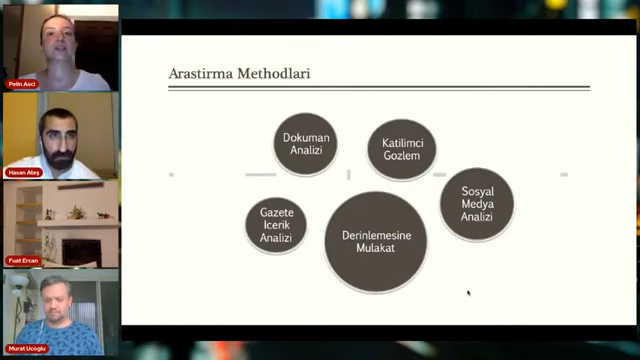 Pelin Asci
Hasan Ateş
Fuat Ercan
Murat Ucoglu
Arastirma Methodlari
Dokuman
Analizi
Katilimci
Gozlem
Sosyal
Medya
Analizi
Gazete
Icerik
Analizi
Derinlemesine
Mulakat